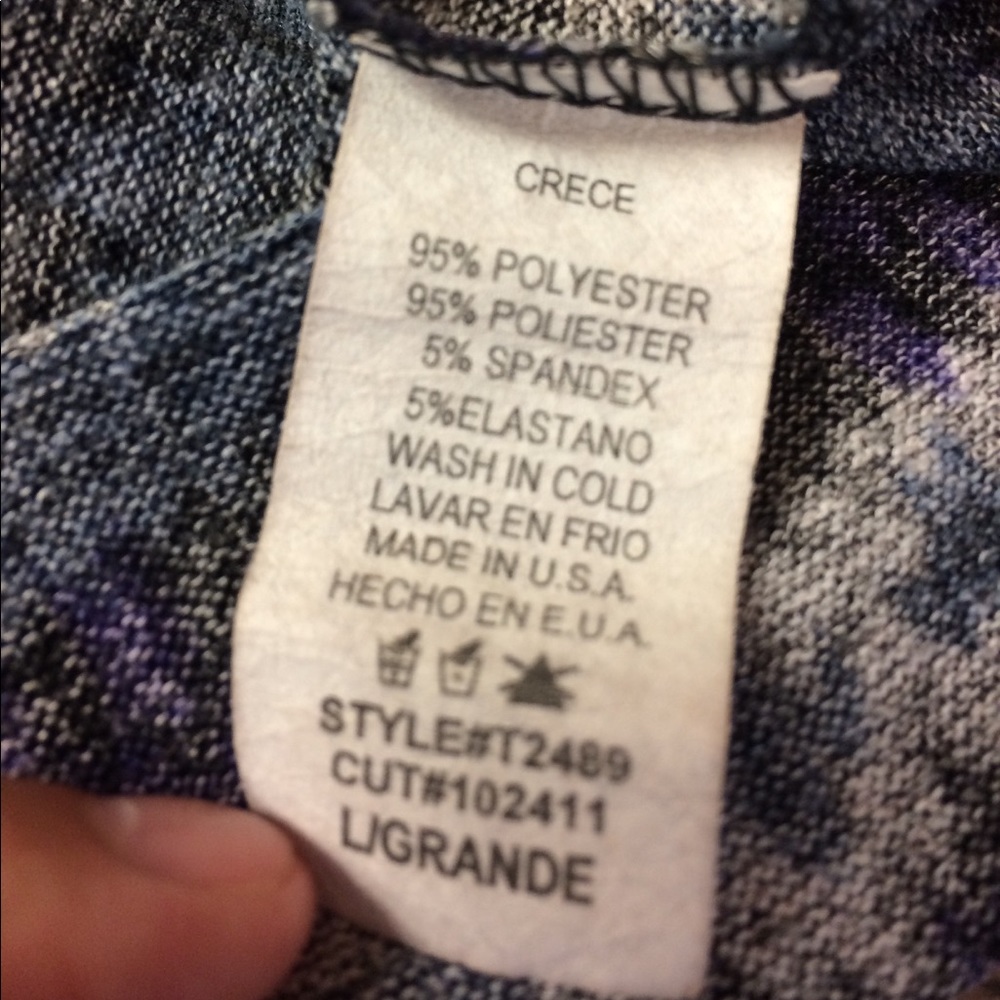 CRECE
95% POLYESTER
95% POLIESTER
5% SPANDEX
5%ELASTANO
WASH IN COLD
LAVAR EN FRIO
MADE IN U.S.A.
HECHO EN E.U.A.
STYLE#T2489
CUT#102411
L/GRANDE